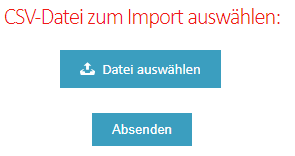 CSV-Datei zum Import auswählen:
Datei auswählen
Absenden